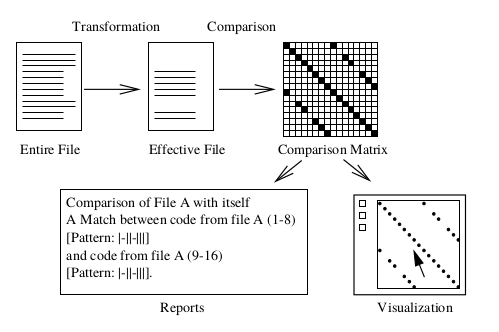 Transformation
Comparison
Entire File
Effective File
Comparison Matrix
Comparison of File A with itself
A Match between code from file A (1-8)
[Pattern: |-||-|||]
and code from file A (9-16)
[Pattern: |-||-|||].
Reports
Visualization